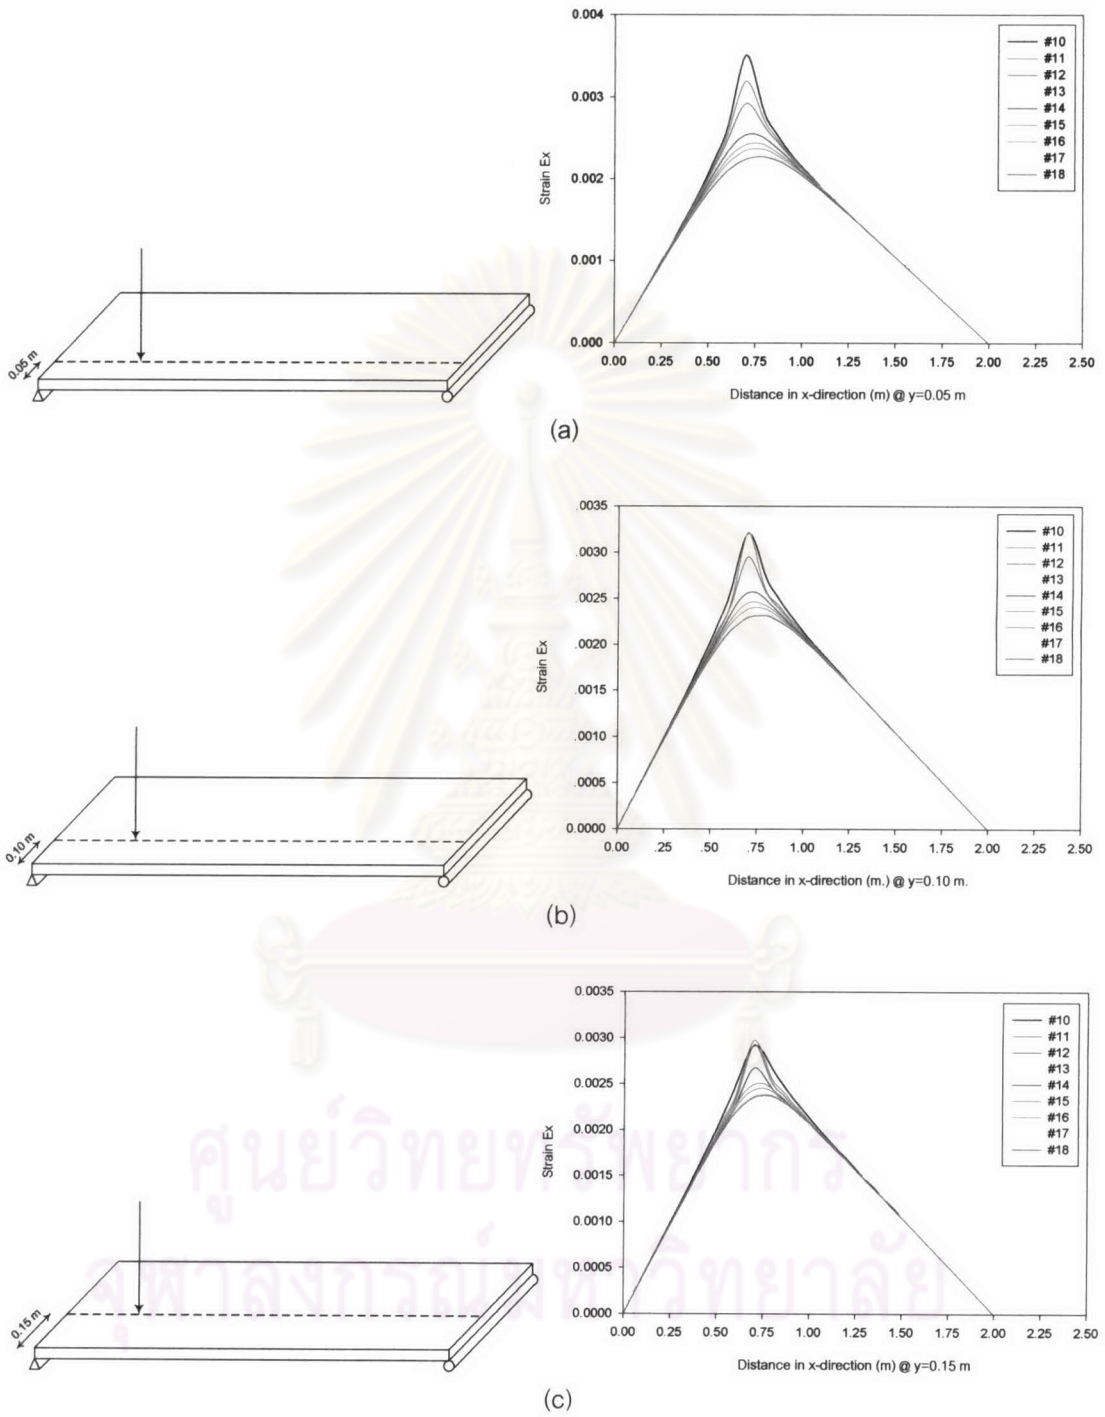 0.004
0.003
0.002
0.001
0.000
Strain Ex
#10
#11
#12
#13
#14
#15
#16
#17
#18
0.00 0.25 0.50 0.75 1.00 1.25 1.50 1.75 2.00 2.25 2.50
Distance in x-direction (m) @ y=0.05 m
0.05 m
(a)
.0035
.0030
.0025
.0020
.0015
.0010
.0005
0.0000
Strain Ex
#10
#11
#12
#13
#14
#15
#16
#17
#18
0.00 .25 .50 .75 1.00 1.25 1.50 1.75 2.00 2.25 2.50
Distance in x-direction (m.) @ y=0.10 m.
0.10 m
(b)
0.0035
0.0030
0.0025
0.0020
0.0015
0.0010
0.0005
0.0000
Strain Ex
#10
#11
#12
#13
#14
#15
#16
#17
#18
0.00 0.25 0.50 0.75 1.00 1.25 1.50 1.75 2.00 2.25 2.50
Distance in x-direction (m) @ y=0.15 m
0.15 m
(c)
ศูนย์วิทยทรัพยากร
จุฬาลงกรณ์มหาวิทยาลัย